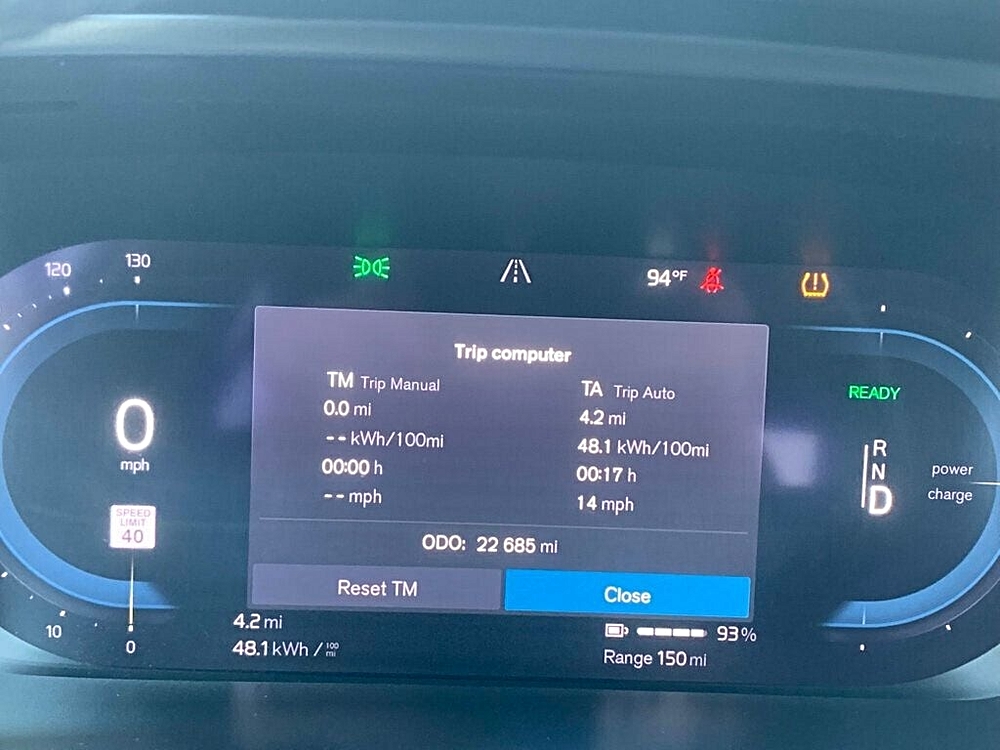 120
130
94°F
Trip computer
TM Trip Manual
0.0 mi
-- kWh/100mi
00:00 h
-- mph
TA Trip Auto
4.2 mi
48.1 kWh/100mi
00:17 h
14 mph
ODO: 22 685 mi
Reset TM
Close
0
mph
SPEED
LIMIT
40
10
0
READY
R
N
D
power
charge
4.2 mi
48.1 kWh / 100 mi
93 %
Range 150 mi